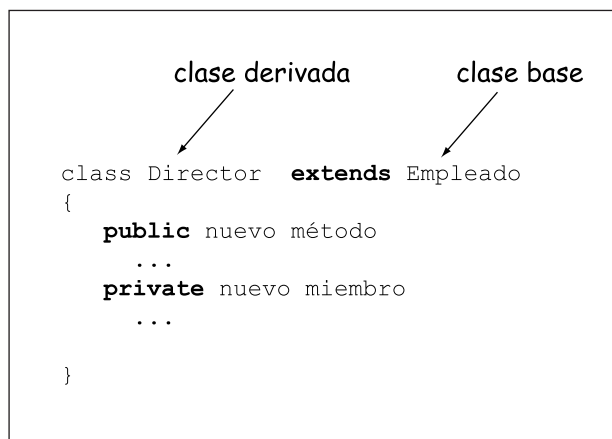 clase derivada clase base
class Director extends Empleado
{
public nuevo método
...
private nuevo miembro
...
}